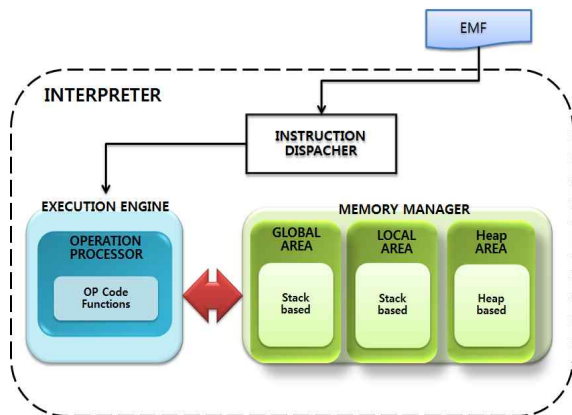 EMF
INTERPRETER
INSTRUCTION
DISPACHER
EXECUTION ENGINE
OPERATION
PROCESSOR
OP Code
Functions
MEMORY MANAGER
GLOBAL
AREA
Stack
based
LOCAL
AREA
Stack
based
Heap
AREA
Heap
based